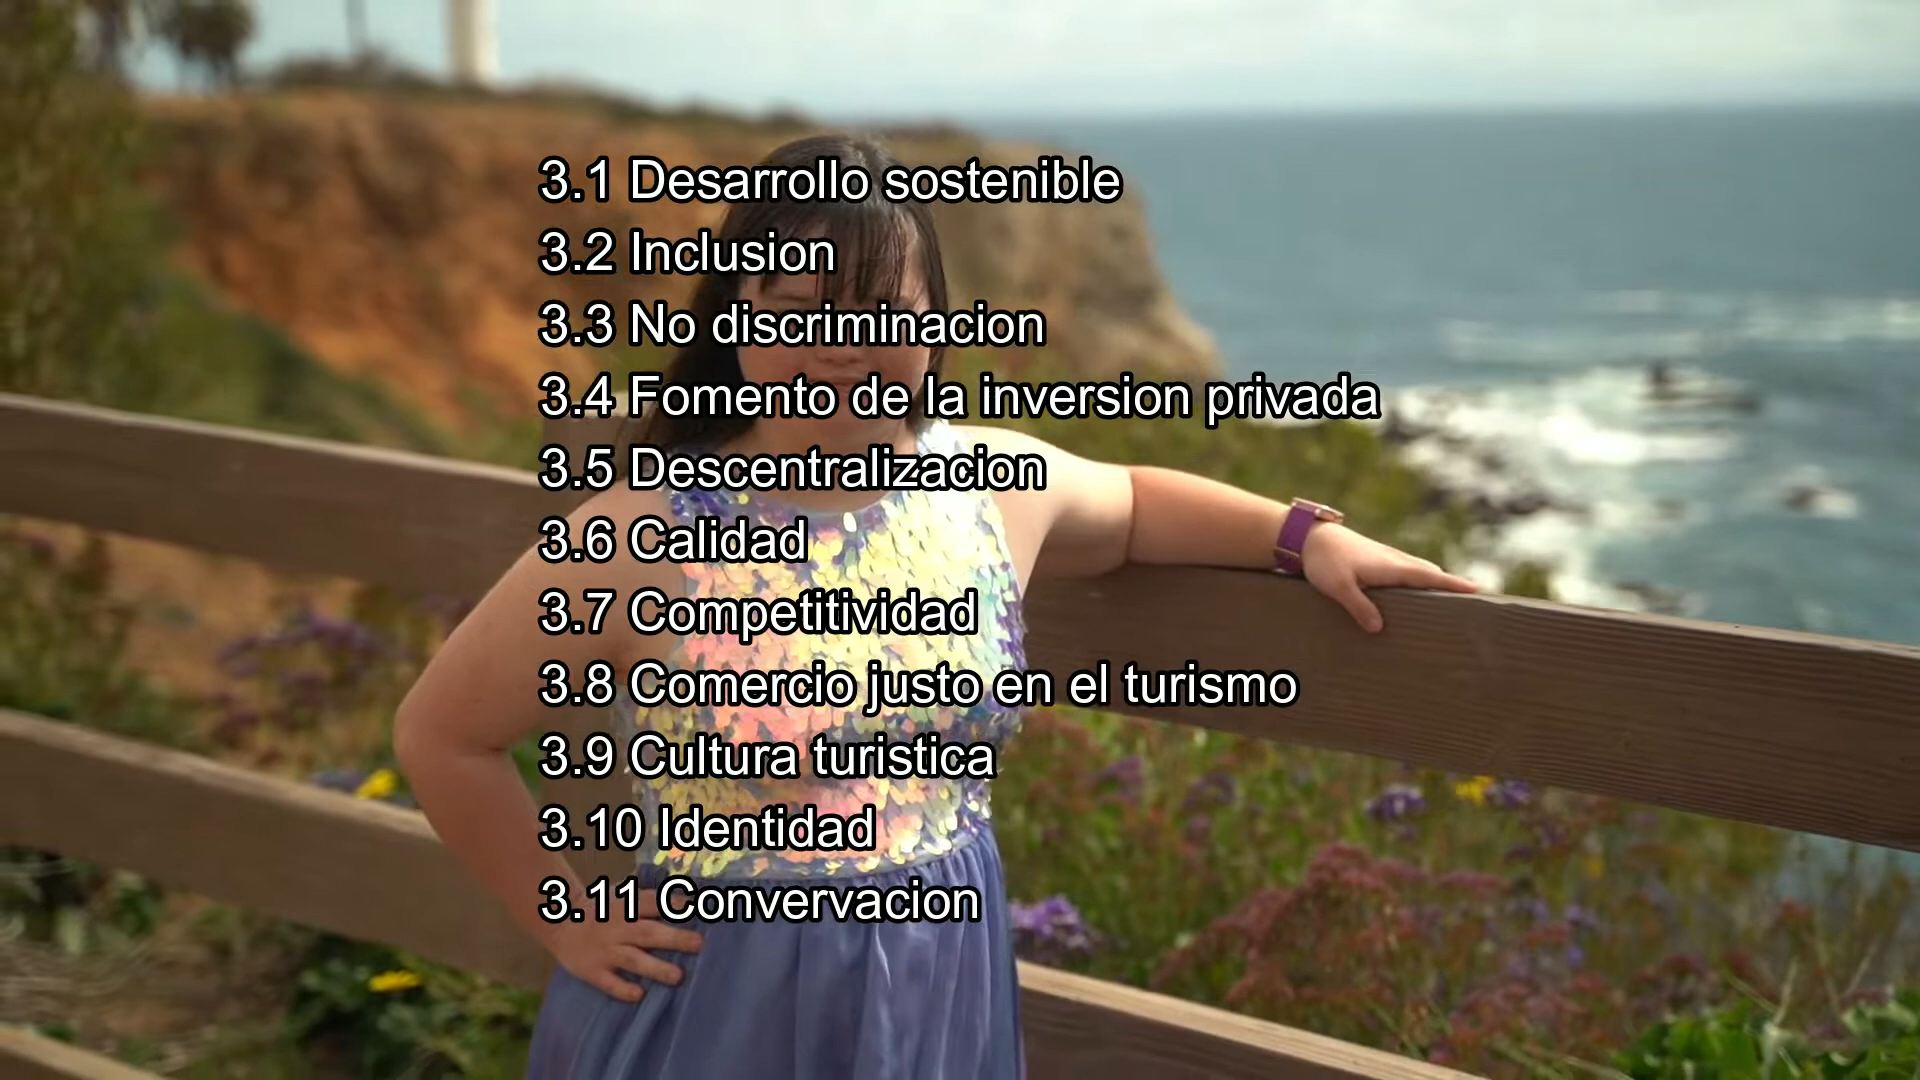 3.1 Desarrollo sostenible
3.2 Inclusion
3.3 No discriminacion
3.4 Fomento de la inversion privada
3.5 Descentralizacion
3.6 Calidad
3.7 Competitividad
3.8 Comercio justo en el turismo
3.9 Cultura turistica
3.10 Identidad
3.11 Convervacion